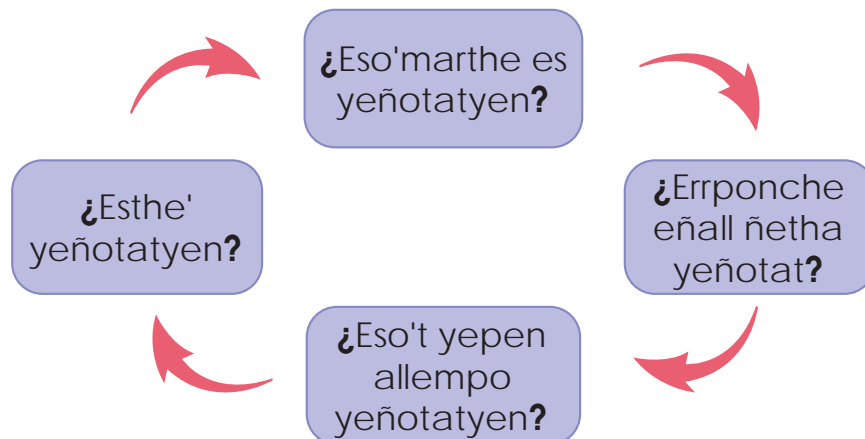 ¿Eso'marthe es
yeñotatyen?
¿Errponche
eñall ñetha
yeñotat?
¿Eso't yepen
allempo
yeñotatyen?
¿Esthe'
yeñotatyen?